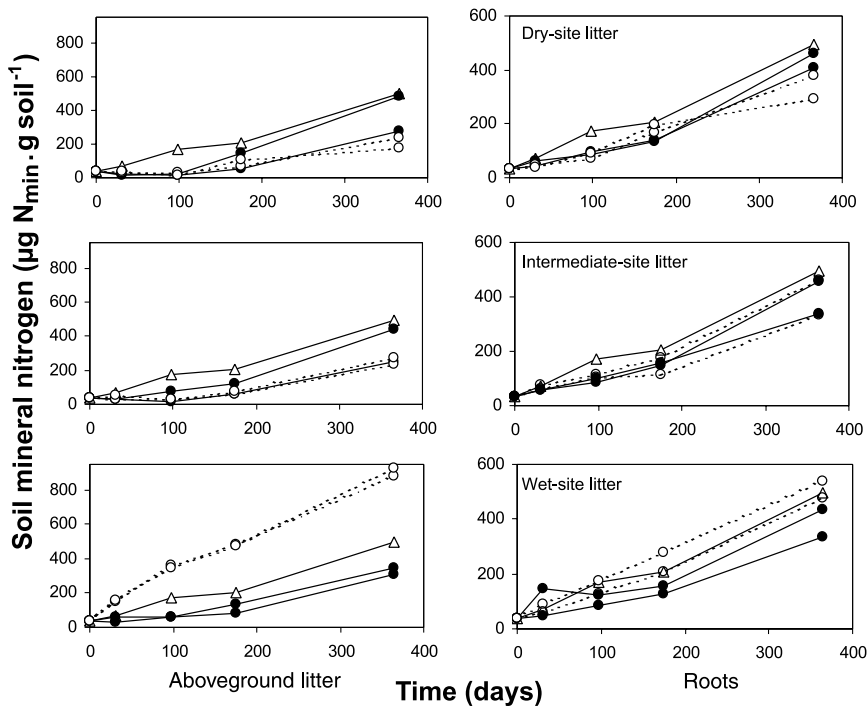 Soil mineral nitrogen (µg N_min. g soil⁻¹)
800
600
400
200
0
0 100 200 300 400
Dry-site litter
600
400
200
0
0 100 200 300 400
800
600
400
200
0
0 100 200 300 400
Intermediate-site litter
600
400
200
0
0 100 200 300 400
800
600
400
200
0
0 100 200 300 400
Wet-site litter
600
400
200
0
0 100 200 300 400
Aboveground litter
Time (days)
Roots